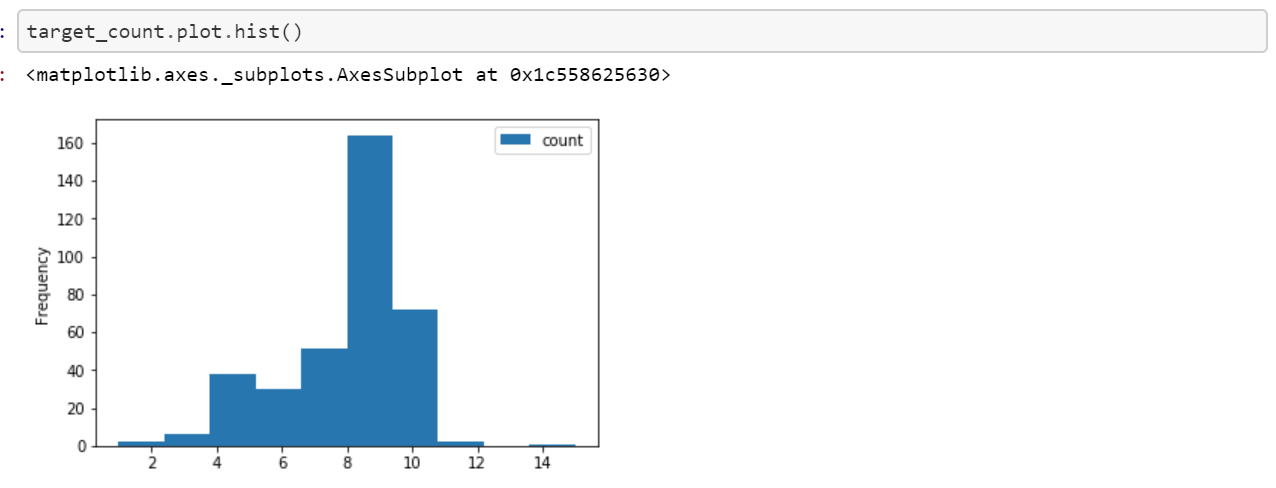 : target_count.plot.hist()
: <matplotlib.axes._subplots.AxesSubplot at 0x1c558625630>
count
160
140
120
100
80
60
40
20
0
Frequency
2 4 6 8 10 12 14